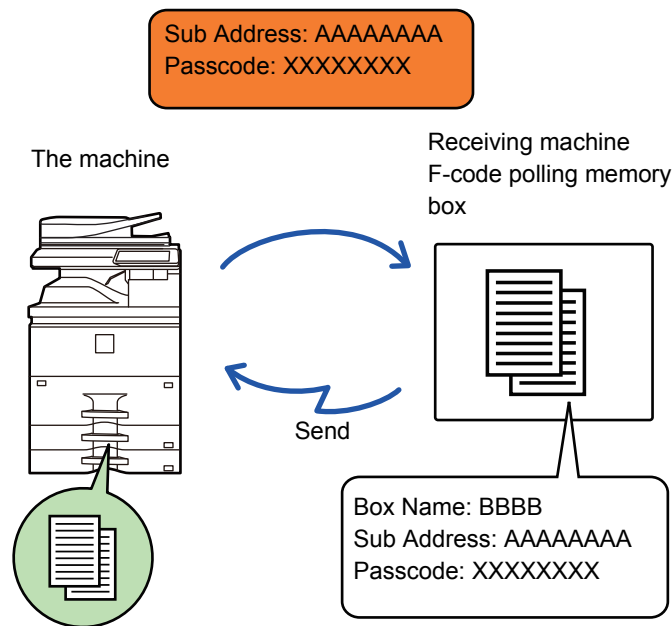 Sub Address: AAAAAAAA
Passcode: XXXXXXXX
The machine
Receiving machine
F-code polling memory
box
Send
Box Name: BBBB
Sub Address: AAAAAAAA
Passcode: XXXXXXXX